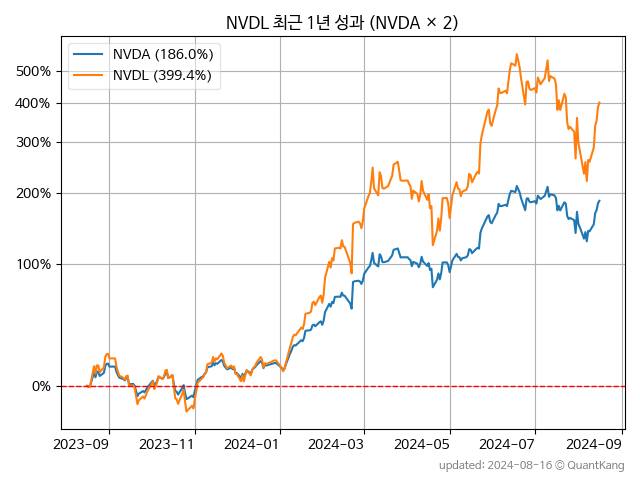 NVDL 최근 1년 성과 (NVDA × 2)
NVDA (186.0%)
NVDL (399.4%)
500%
400%
300%
200%
100%
0%
2023-09 2023-11 2024-01 2024-03 2024-05 2024-07 2024-09
updated: 2024-08-16 © QuantKang